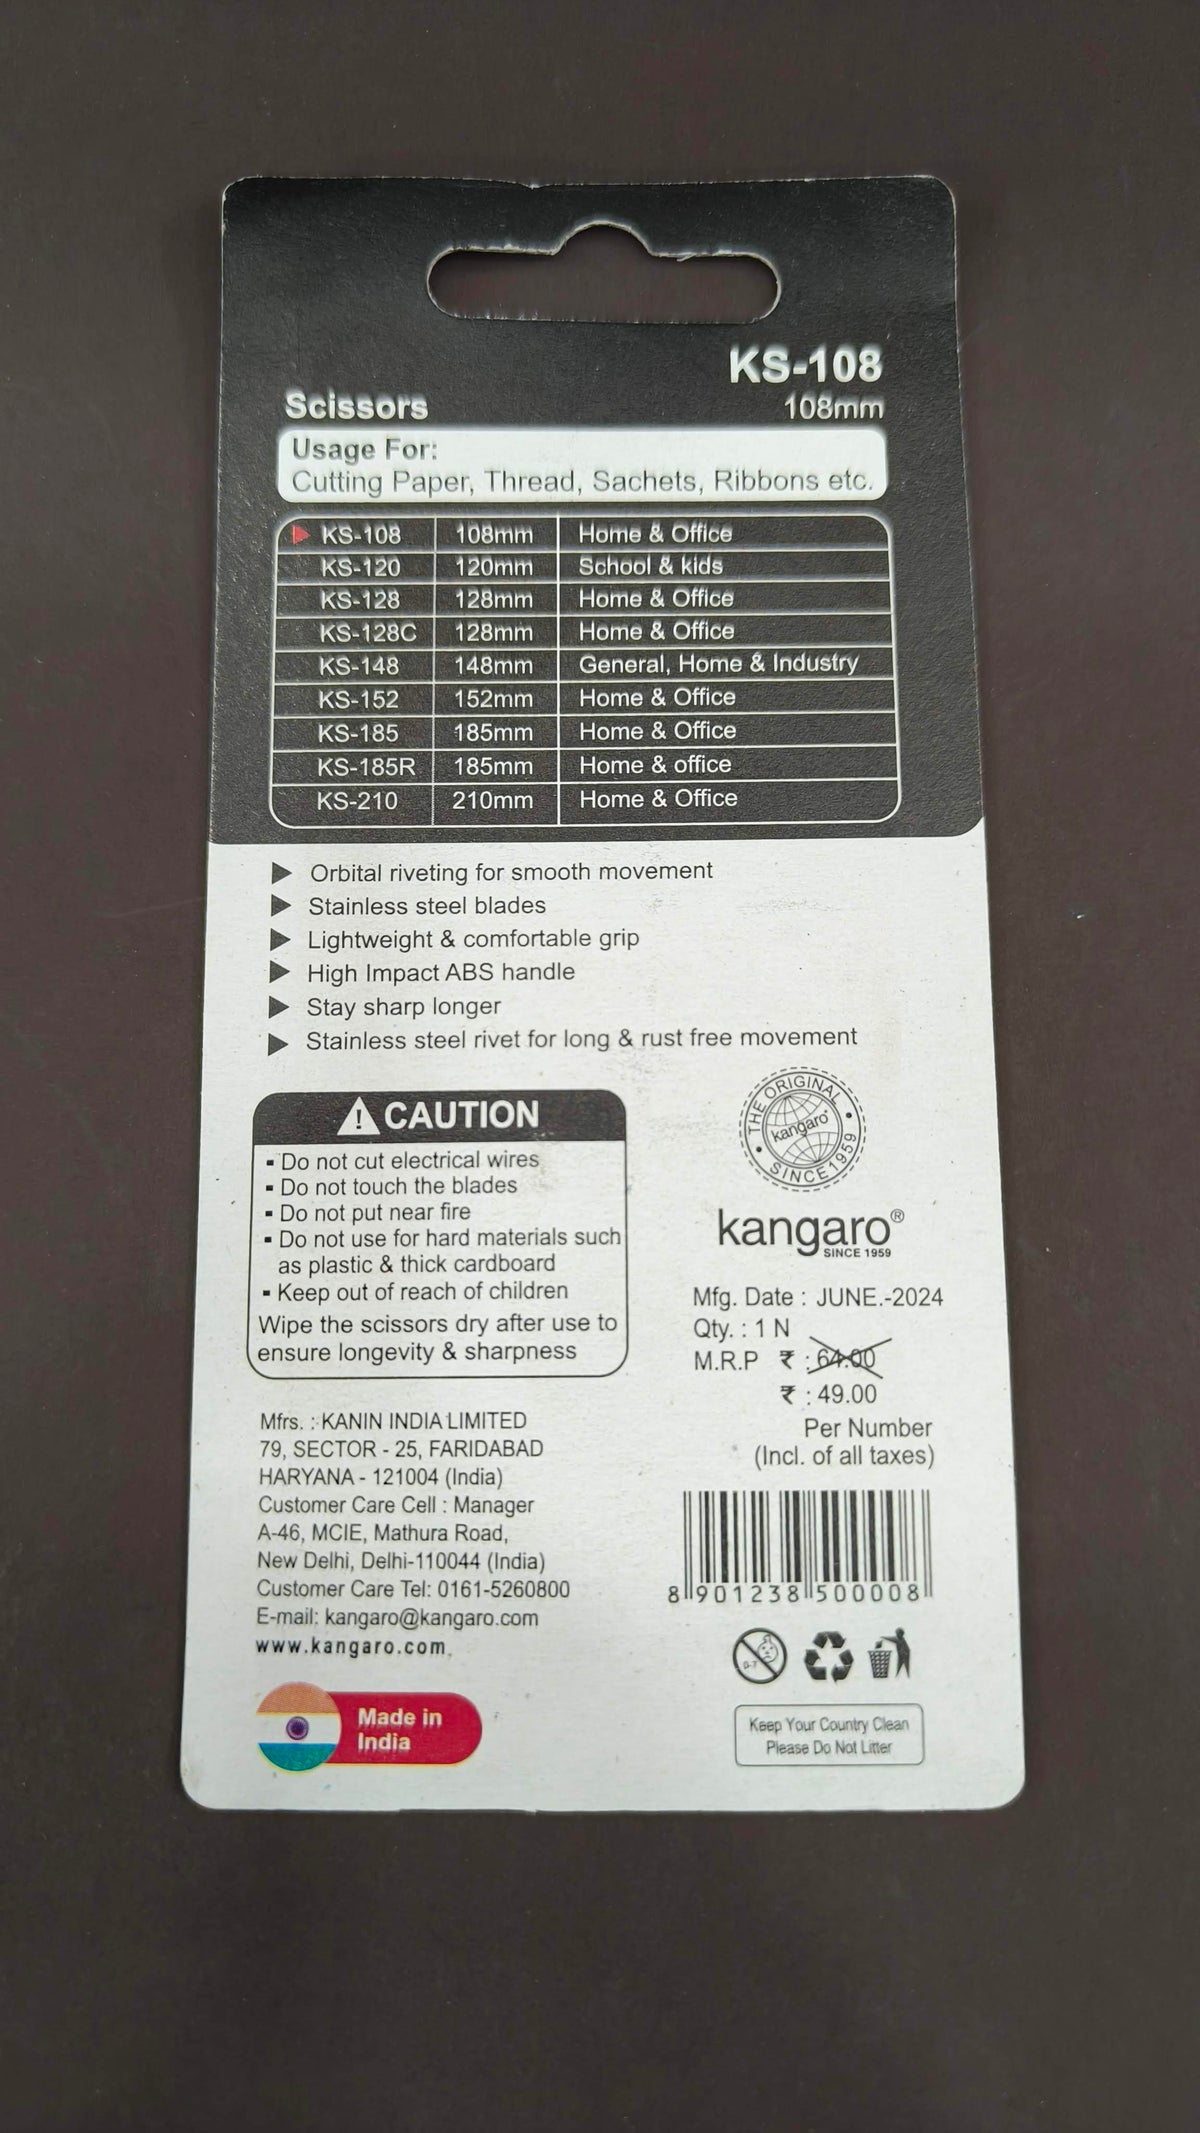 KS-108
Scissors 108mm
Usage For:
Cutting Paper, Thread, Sachets, Ribbons etc.
KS-108 108mm Home & Office
KS-120 120mm School & kids
KS-128 128mm Home & Office
KS-128C 128mm Home & Office
KS-148 148mm General, Home & Industry
KS-152 152mm Home & Office
KS-185 185mm Home & Office
KS-185R 185mm Home & office
KS-210 210mm Home & Office
Orbital riveting for smooth movement
Stainless steel blades
Lightweight & comfortable grip
High Impact ABS handle
Stay sharp longer
Stainless steel rivet for long & rust free movement
CAUTION
▪ Do not cut electrical wires
▪ Do not touch the blades
▪ Do not put near fire
▪ Do not use for hard materials such
as plastic & thick cardboard
▪ Keep out of reach of children
Wipe the scissors dry after use to
ensure longevity & sharpness
THE ORIGINAL
kangaro
SINCE 1959
kangaro®
SINCE 1959
Mfg. Date : JUNE.-2024
Qty. : 1 N
M.R.P ₹ : 64.00
₹ : 49.00
Per Number
(Incl. of all taxes)
Mfrs. : KANIN INDIA LIMITED
79, SECTOR - 25, FARIDABAD
HARYANA - 121004 (India)
Customer Care Cell : Manager
A-46, MCIE, Mathura Road,
New Delhi, Delhi-110044 (India)
Customer Care Tel: 0161-5260800
E-mail: kangaro@kangaro.com
www.kangaro.com
8 901238 500008
Made in
India
Keep Your Country Clean
Please Do Not Litter